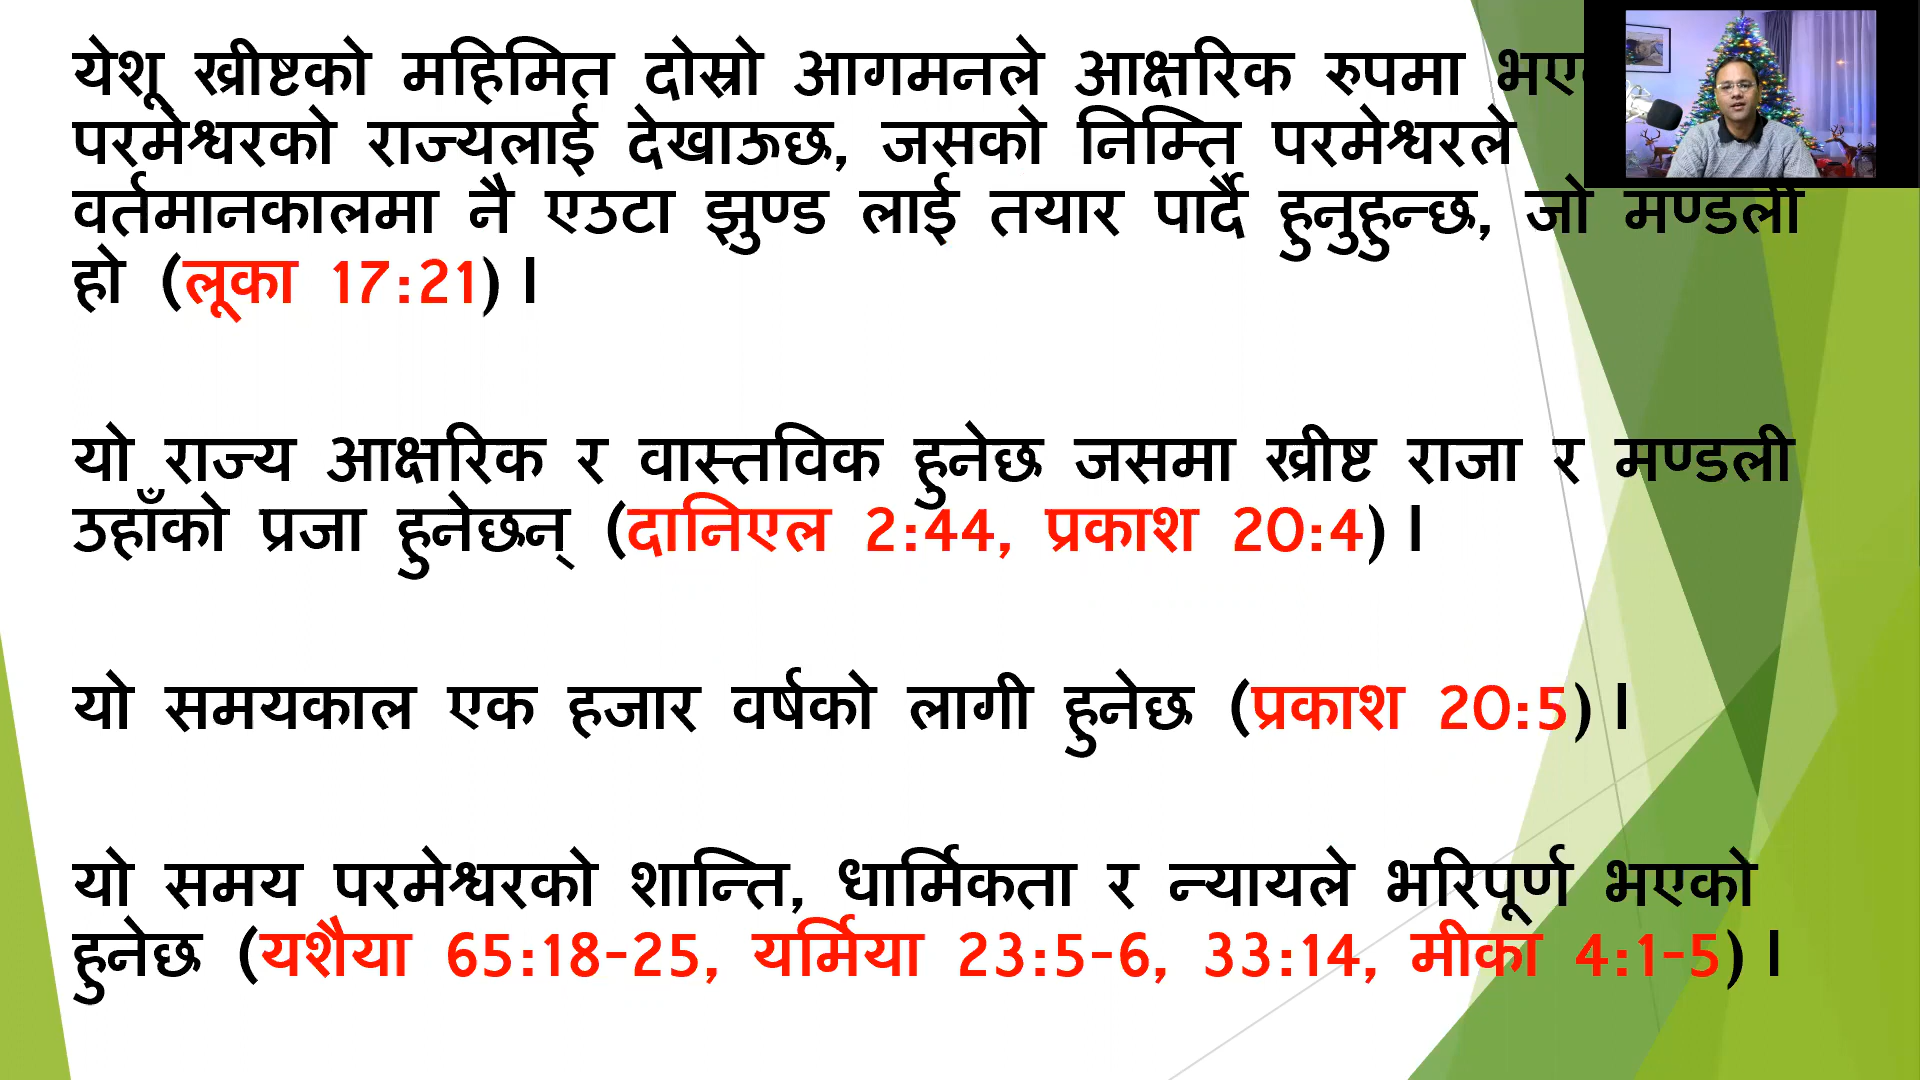 येशू ख्रीष्टको महिमित दोस्रो आगमनले आक्षरिक रुपमा
परमेश्वरको राज्यलाई देखाऊछ, जसको निम्ति परमेश्वरले
वर्तमानकालमा नै एउटा झुण्ड लाई तयार पार्दै हुनुहुन्छ, जो मण्डली
हो (लूका 17:21)।
यो राज्य आक्षरिक र वास्तविक हुनेछ जसमा ख्रीष्ट राजा र मण्डली
उहाँको प्रजा हुनेछन् (दानिएल 2:44, प्रकाश 20:4)।
यो समयकाल एक हजार वर्षको लागी हुनेछ (प्रकाश 20:5)।
यो समय परमेश्वरको शान्ति, धार्मिकता र न्यायले भरिपूर्ण भएको
हुनेछ (यशैया 65:18-25, यर्मिया 23:5-6, 33:14, मीका 4:1-5)।